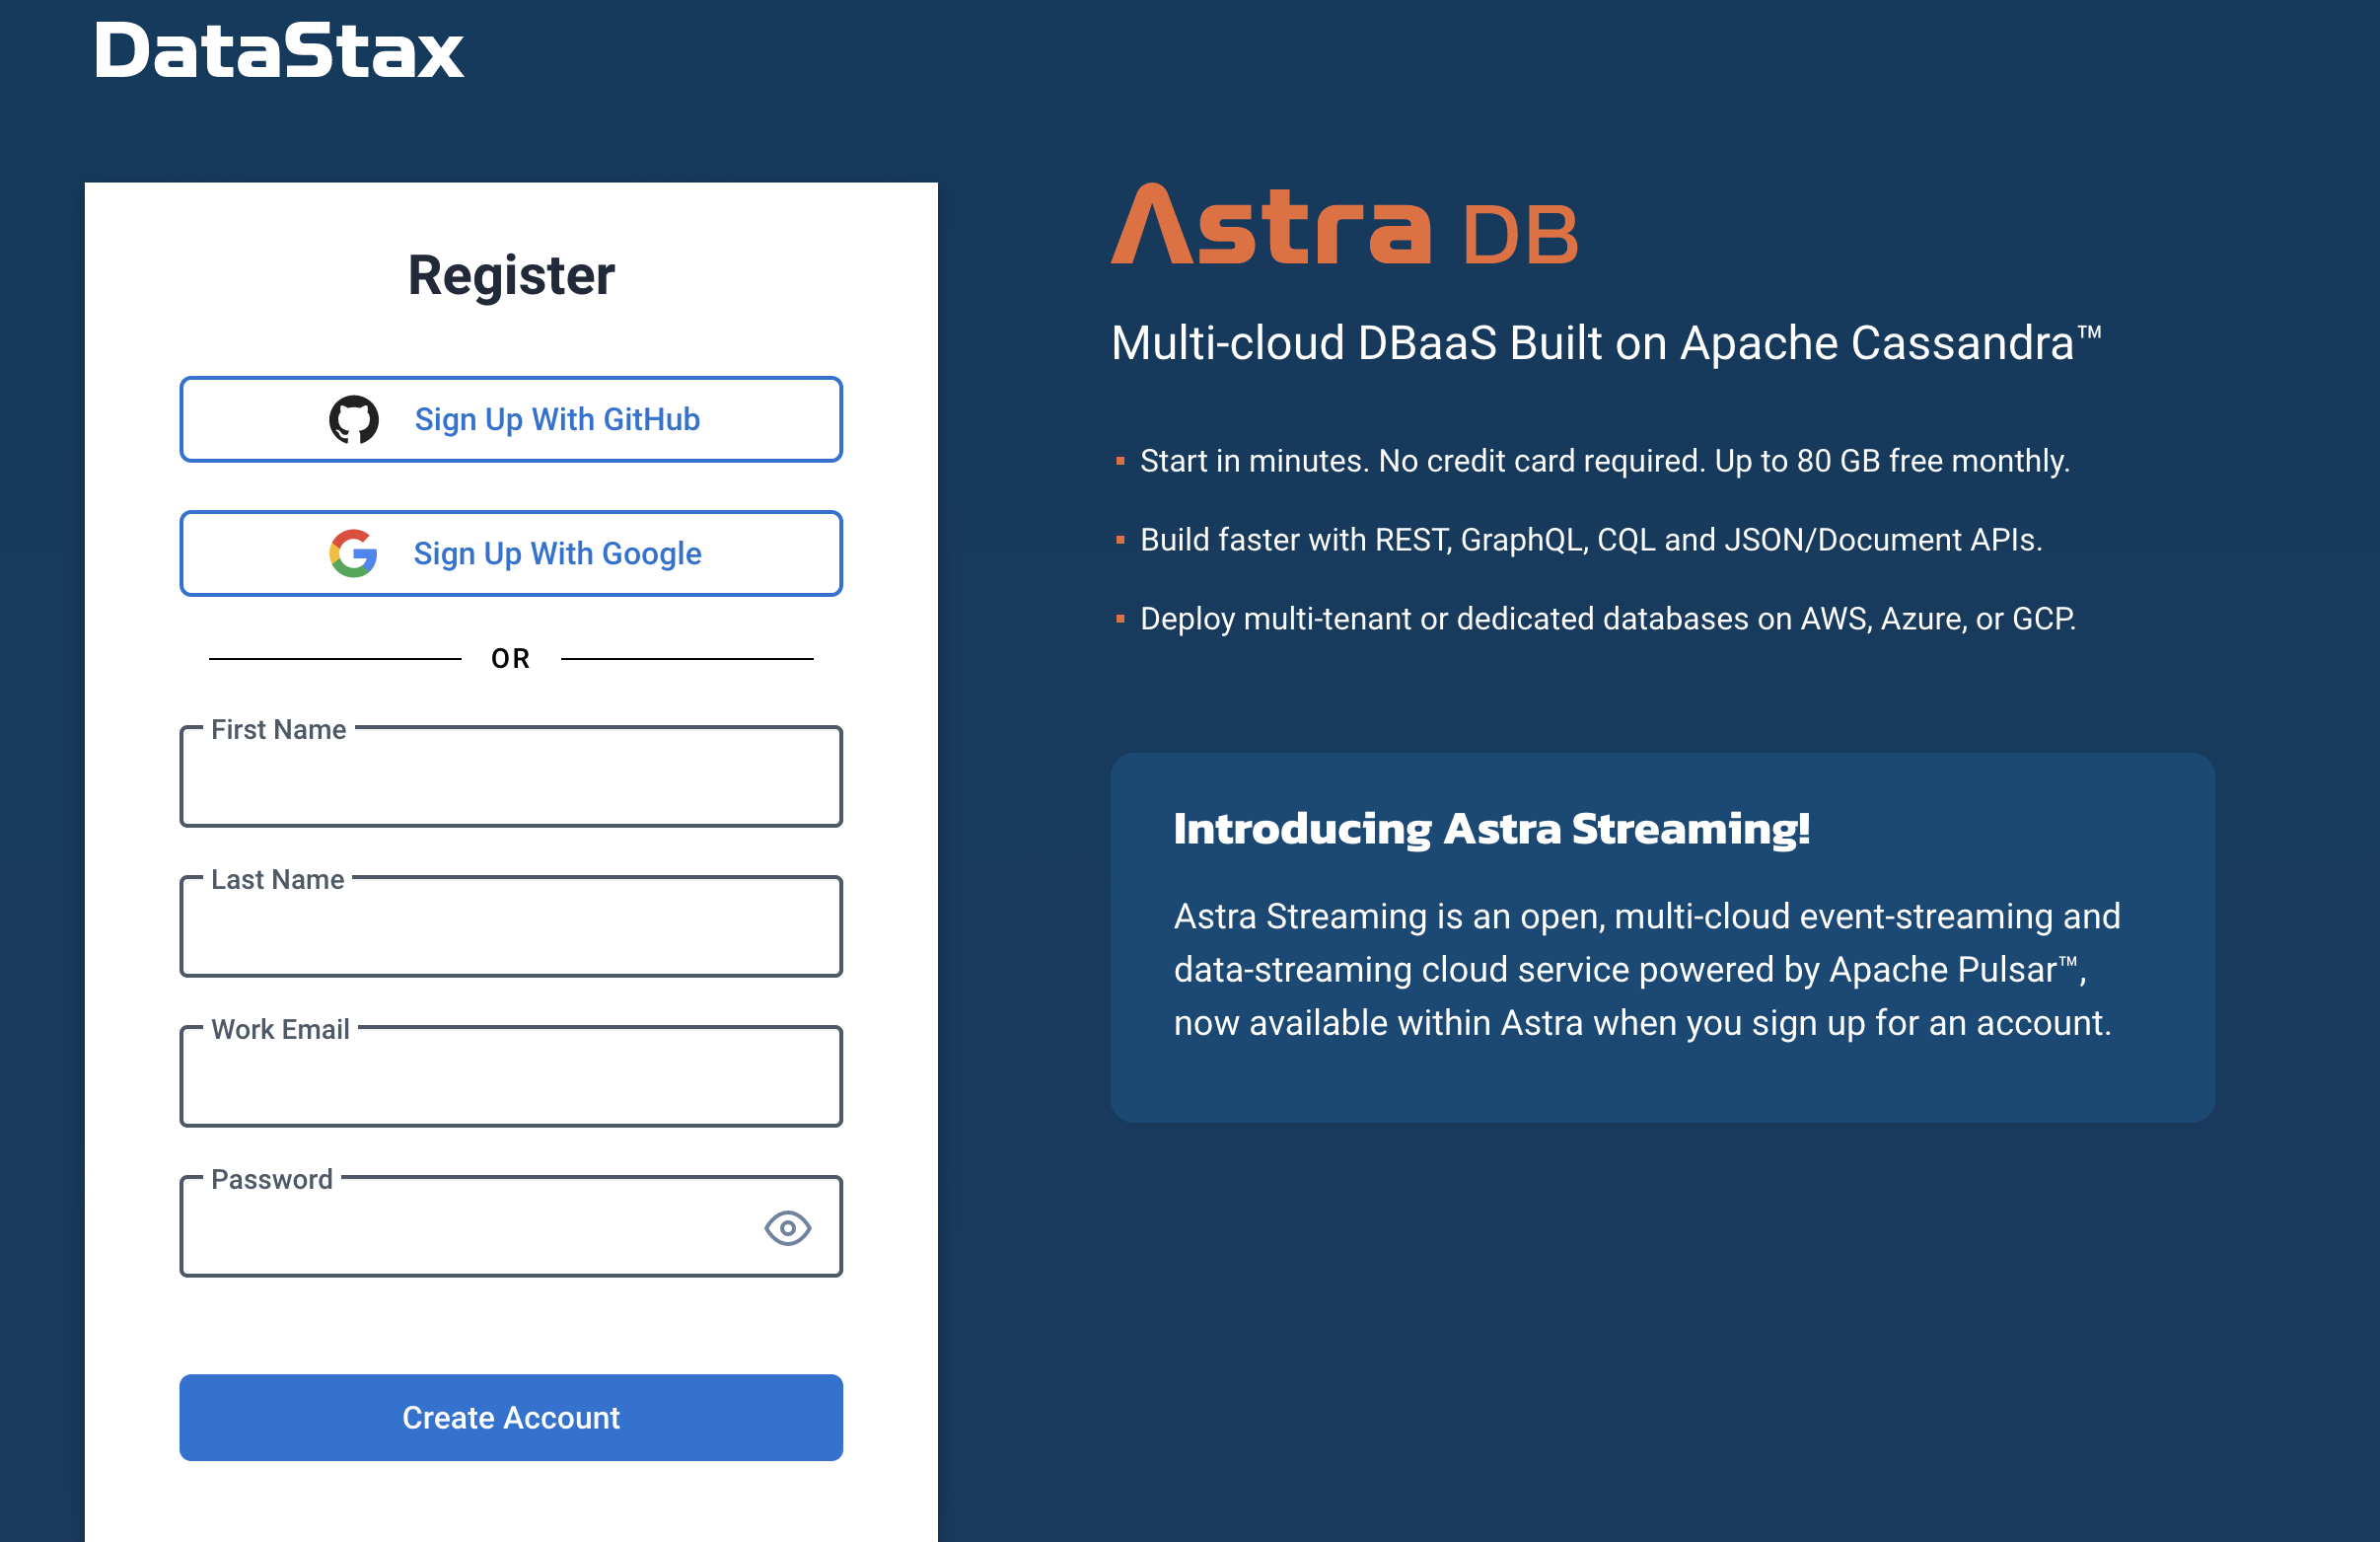 DataStax
Register
Sign Up With GitHub
Sign Up With Google
OR
First Name
Last Name
Work Email
Password
Create Account
Astra DB
Multi-cloud DBaaS Built on Apache Cassandra™
Start in minutes. No credit card required. Up to 80 GB free monthly.
Build faster with REST, GraphQL, CQL and JSON/Document APIs.
Deploy multi-tenant or dedicated databases on AWS, Azure, or GCP.
Introducing Astra Streaming!
Astra Streaming is an open, multi-cloud event-streaming and
data-streaming cloud service powered by Apache Pulsar™,
now available within Astra when you sign up for an account.